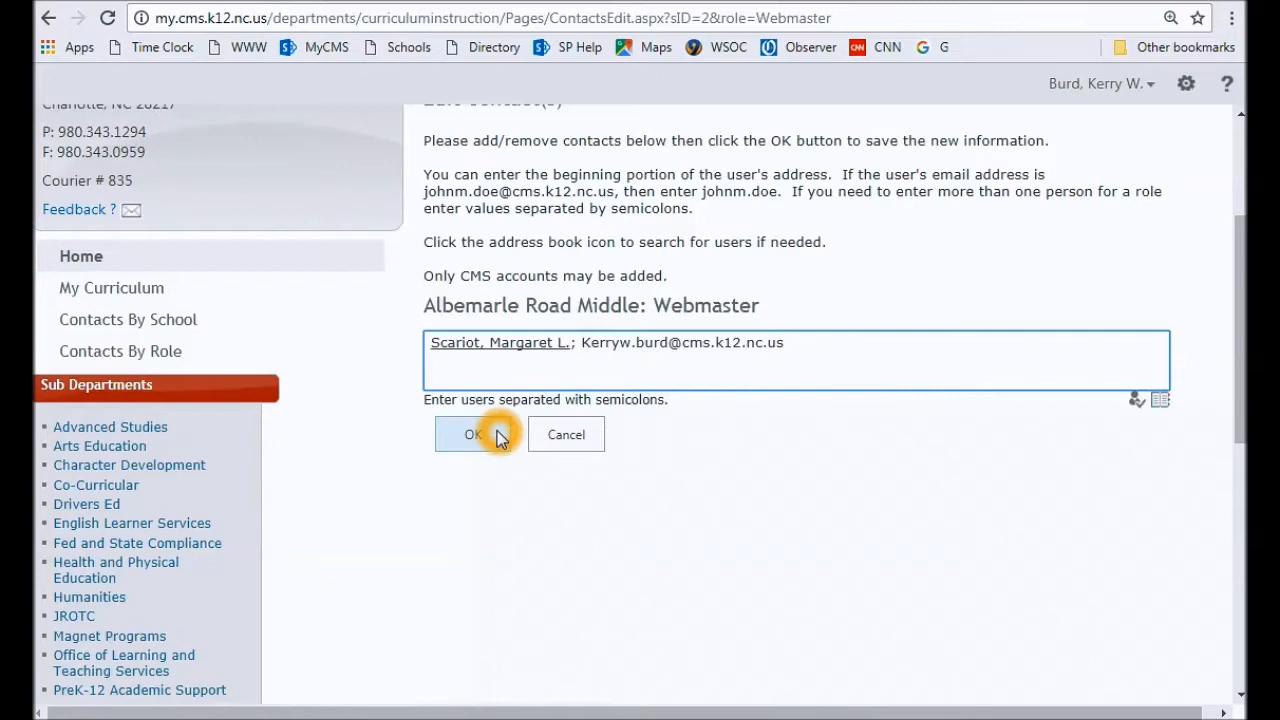 my.cms.k12.nc.us/departments/curriculuminstruction/Pages/ContactsEdit.aspx?sID=2&role=Webmaster
Apps Time Clock WWW MyCMS Schools Directory SP Help Maps WSOC Observer CNN G Other bookmarks
Burd, Kerry W.
Charlotte, NC 28217
P: 980.343.1294
F: 980.343.0959
Courier # 835
Feedback ?
Home
My Curriculum
Contacts By School
Contacts By Role
Sub Departments
Advanced Studies
Arts Education
Character Development
Co-Curricular
Drivers Ed
English Learner Services
Fed and State Compliance
Health and Physical
Education
Humanities
JROTC
Magnet Programs
Office of Learning and
Teaching Services
PreK-12 Academic Support
Please add/remove contacts below then click the OK button to save the new information.
You can enter the beginning portion of the user's address. If the user's email address is
johnm.doe@cms.k12.nc.us, then enter johnm.doe. If you need to enter more than one person for a role
enter values separated by semicolons.
Click the address book icon to search for users if needed.
Only CMS accounts may be added.
Albemarle Road Middle: Webmaster
Scariot, Margaret L.; Kerryw.burd@cms.k12.nc.us
Enter users separated with semicolons.
OK Cancel